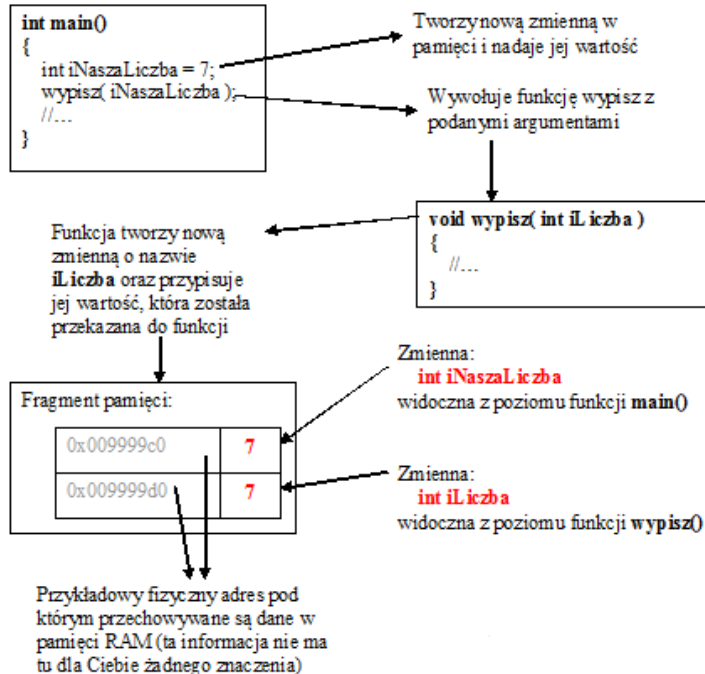 int main()
{
int iNaszaLiczba = 7;
wypisz( iNaszaLiczba );
//...
}
Tworzy nową zmienną w
pamięci i nadaje jej wartość
Wywołuje funkcję wypisz z
podanymi argumentami
void wypisz( int iLiczba )
{
//...
}
Funkcja tworzy nową
zmienną o nazwie
iLiczba oraz przypisuje
jej wartość, która została
przekazana do funkcji
Fragment pamięci:
0x009999c0 7
0x009999d0 7
Zmienna:
int iNaszaLiczba
widoczna z poziomu funkcji main()
Zmienna:
int iLiczba
widoczna z poziomu funkcji wypisz()
Przykładowy fizyczny adres pod
którym przechowywane są dane w
pamięci RAM (ta informacja nie ma
tu dla Ciebie żadnego znaczenia)